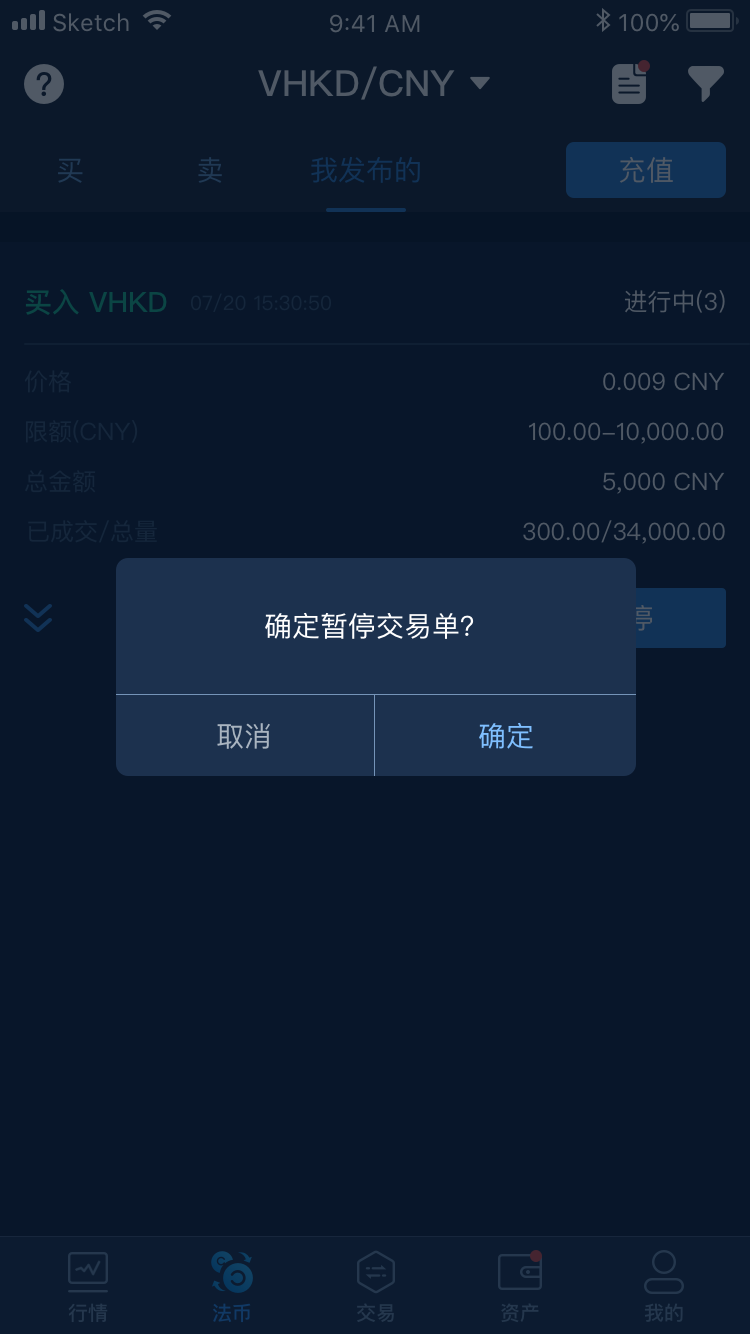 Sketch 9:41 AM 100%
VHKD/CNY
买 卖 我发布的 充值
买入 VHKD 07/20 15:30:50 进行中(3)
价格 0.009 CNY
限额(CNY) 100.00–10,000.00
总金额 5,000 CNY
已成交/总量 300.00/34,000.00
停
确定暂停交易单?
取消 确定
行情 法币 交易 资产 我的